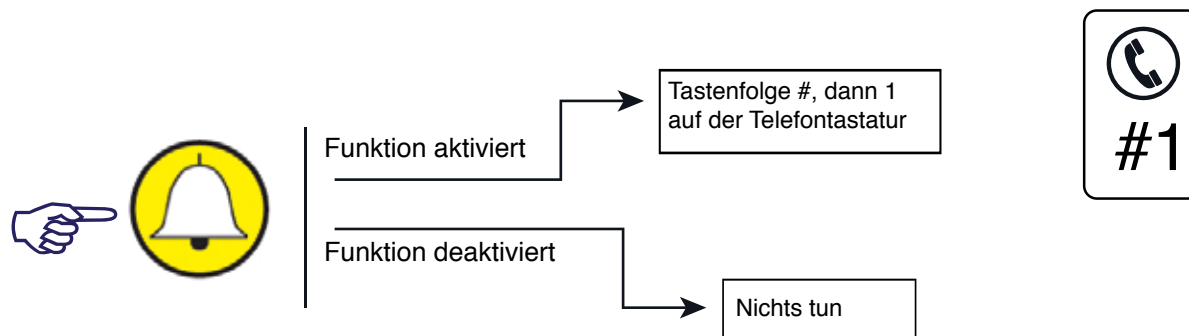 Tastenfolge #, dann 1
auf der Telefontastatur
Funktion aktiviert
#1
Funktion deaktiviert
Nichts tun